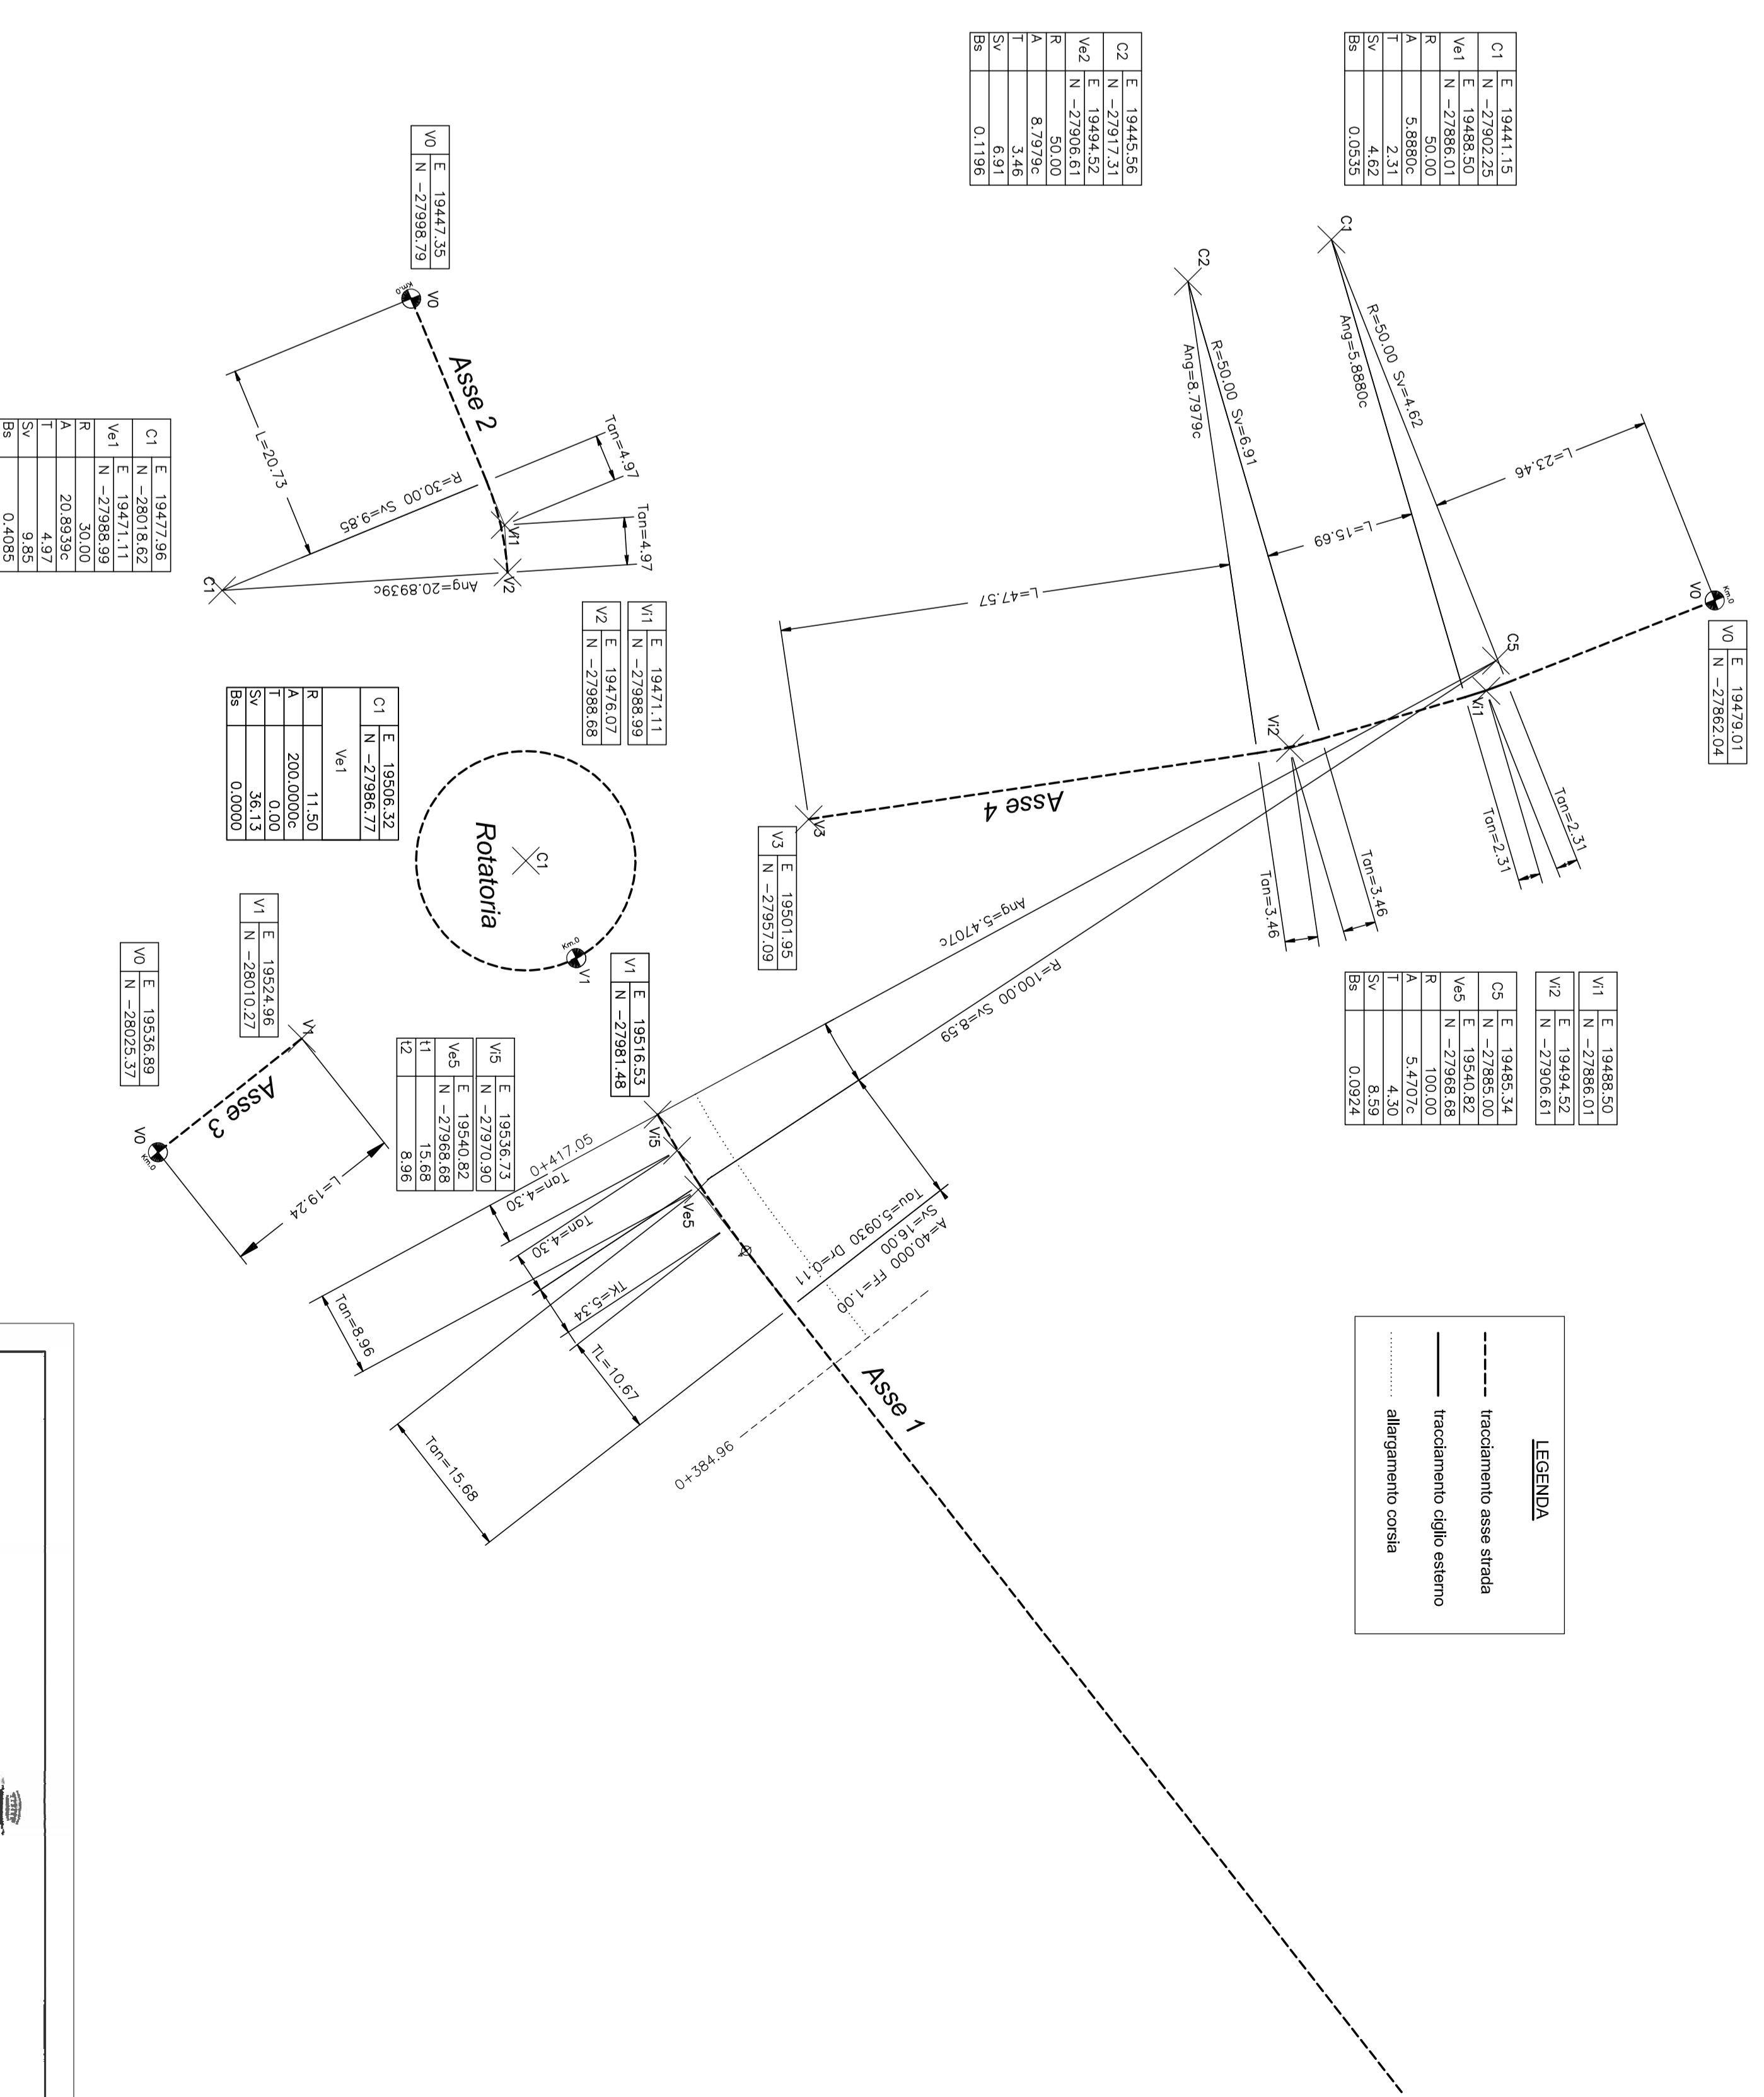 C1
E 19441.15
N -27902.25
Ve1
E 19488.50
N -27886.01
R 50.00
A 5.8880c
T 2.31
Sv 4.62
Bs 0.0535
C2
E 19445.56
N -27917.31
Ve2
E 19494.52
N -27906.61
R 50.00
A 8.7979c
T 3.46
Sv 6.91
Bs 0.1196
V0
E 19447.35
N -27998.79
C1
R=50.00 Sv=4.62
Ang=5.8880c
C2
R=50.00 Sv=6.91
Ang=8.7979c
L=23.46
L=15.69
L=47.57
V0
Km.0
V0
E 19479.01
N -27862.04
C5
Vi1
Vi2
Tan=2.31
Tan=2.31
Tan=3.46
Tan=3.46
Asse 4
V3
V3
E 19501.95
N -27957.09
V0
Km.0
Asse 2
L=20.73
Tan=4.97
Tan=4.97
R=30.00 Sv=9.85
Vi1
V2
Ang=20.8939c
C1
C1
E 19477.96
N -28018.62
Ve1
E 19471.11
N -27988.99
R 30.00
A 20.8939c
T 4.97
Sv 9.85
Bs 0.4085
Vi1
E 19471.11
N -27988.99
V2
E 19476.07
N -27988.68
C1
E 19506.32
N -27986.77
Ve1
R 11.50
A 200.0000c
T 0.00
Sv 36.13
Bs 0.0000
C1
Rotatoria
Km.0
V1
V1
E 19516.53
N -27981.48
V1
E 19524.96
N -28010.27
V0
E 19536.89
N -28025.37
V1
Asse 3
V0
Km.0
L=19.24
Vi1
E 19488.50
N -27886.01
Vi2
E 19494.52
N -27906.61
C5
E 19485.34
N -27885.00
Ve5
E 19540.82
N -27968.68
R 100.00
A 5.4707c
T 4.30
Sv 8.59
Bs 0.0924
Ang=5.4707c
R=100.00 Sv=8.59
Vi5
E 19536.73
N -27970.90
Ve5
E 19540.82
N -27968.68
t1 15.68
t2 8.96
Vi5
Ve5
0+417.05
Tan=4.30
Tan=4.30
TK=5.34
TL=10.67
Tan=8.96
Tan=15.68
A=40.000 FF=1.00
Sv=16.00
Tau=5.0930 Dr=0.11
0+384.96
Asse 1
LEGENDA
tracciamento asse strada
tracciamento ciglio esterno
allargamento corsia